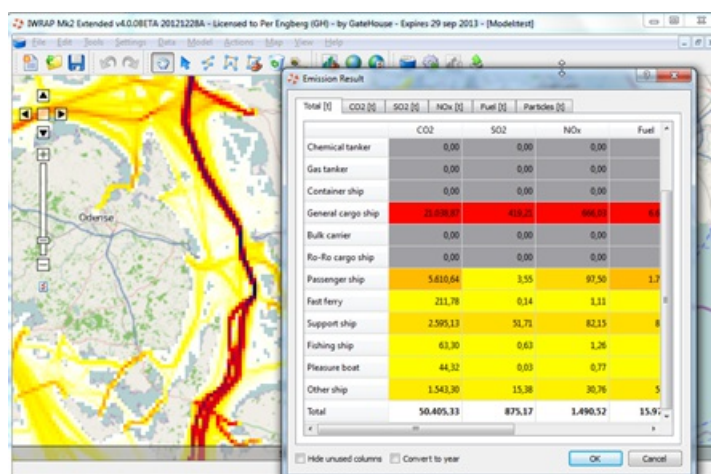 IWRAP Mk2 Extended v4.0.0BETA 20121228A - Licensed to Per Engberg (GH) - by GateHouse - Expires 29 sep 2013 - [Modeltest]
File Edit Tools Settings Data Model Actions Map View Help
Odense
Emission Result
Total [t] CO2 [t] SO2 [t] NOx [t] Fuel [t] Particles [t]
CO2 SO2 NOx Fuel
Chemical tanker 0,00 0,00 0,00
Gas tanker 0,00 0,00 0,00
Container ship 0,00 0,00 0,00
General cargo ship
Bulk carrier 0,00 0,00 0,00
Ro-Ro cargo ship 0,00 0,00 0,00
Passenger ship 5.610,64 3,55 97,50 1.7
Fast ferry 211,78 0,14 1,11
Support ship 2.595,13 51,71 82,15 8
Fishing ship 63,30 0,63 1,26
Pleasure boat 44,32 0,03 0,77
Other ship 1.543,30 15,38 30,76 5
Total 50.405,33 875,17 1.490,52 15.97
Hide unused columns Convert to year OK Cancel